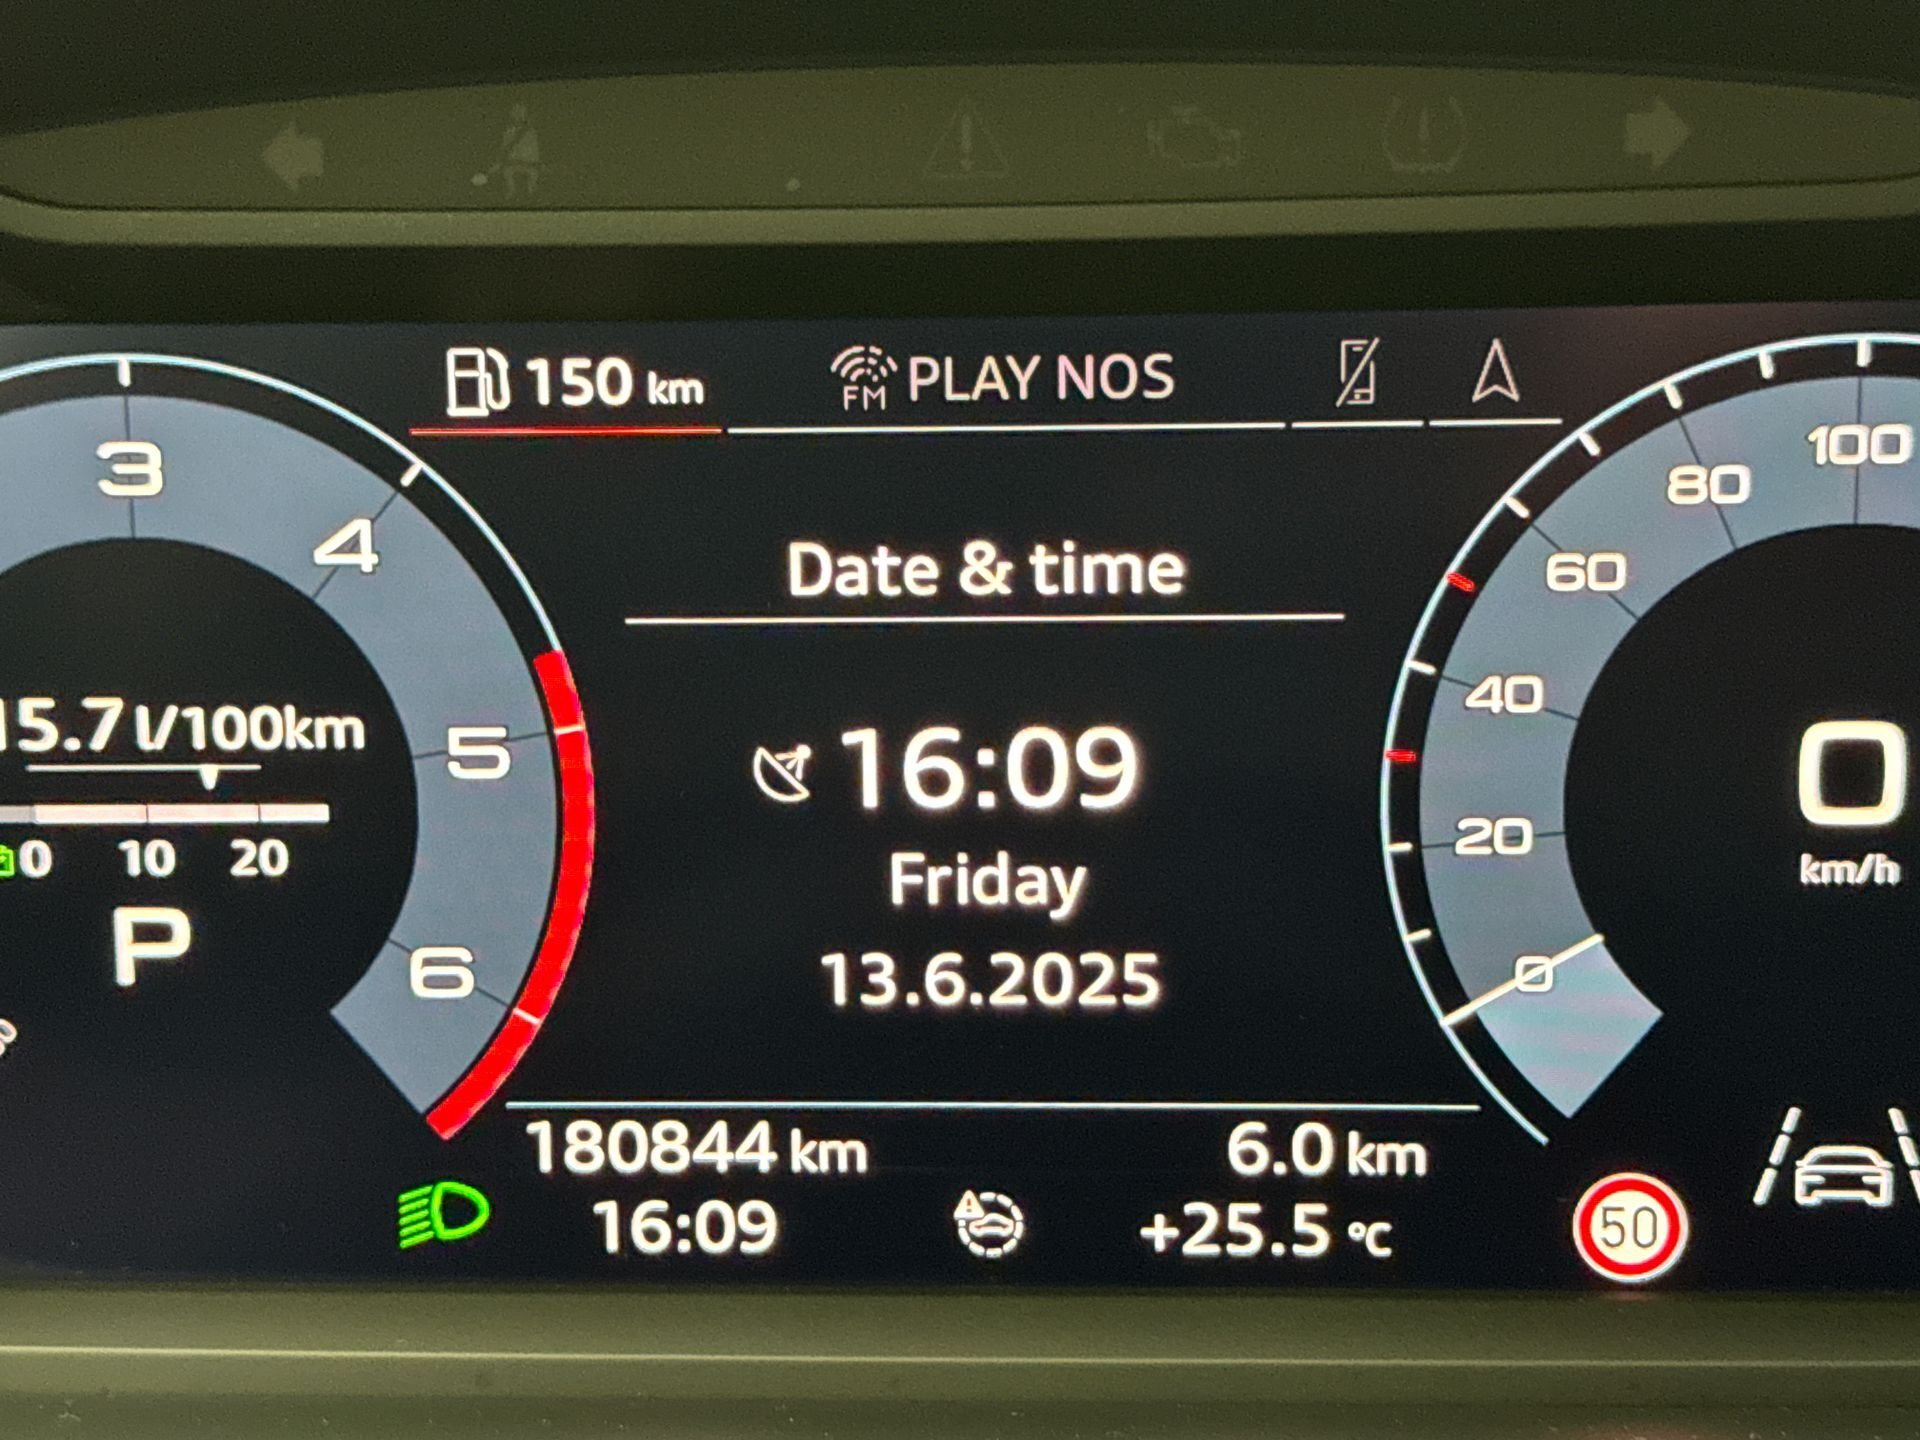 150 km
FM PLAY NOS
3
4
5
6
15.7 l/100km
0 10 20
P
Date & time
16:09
Friday
13.6.2025
100
80
60
40
20
0
0
km/h
180844 km
6.0 km
16:09
+25.5 °C
50